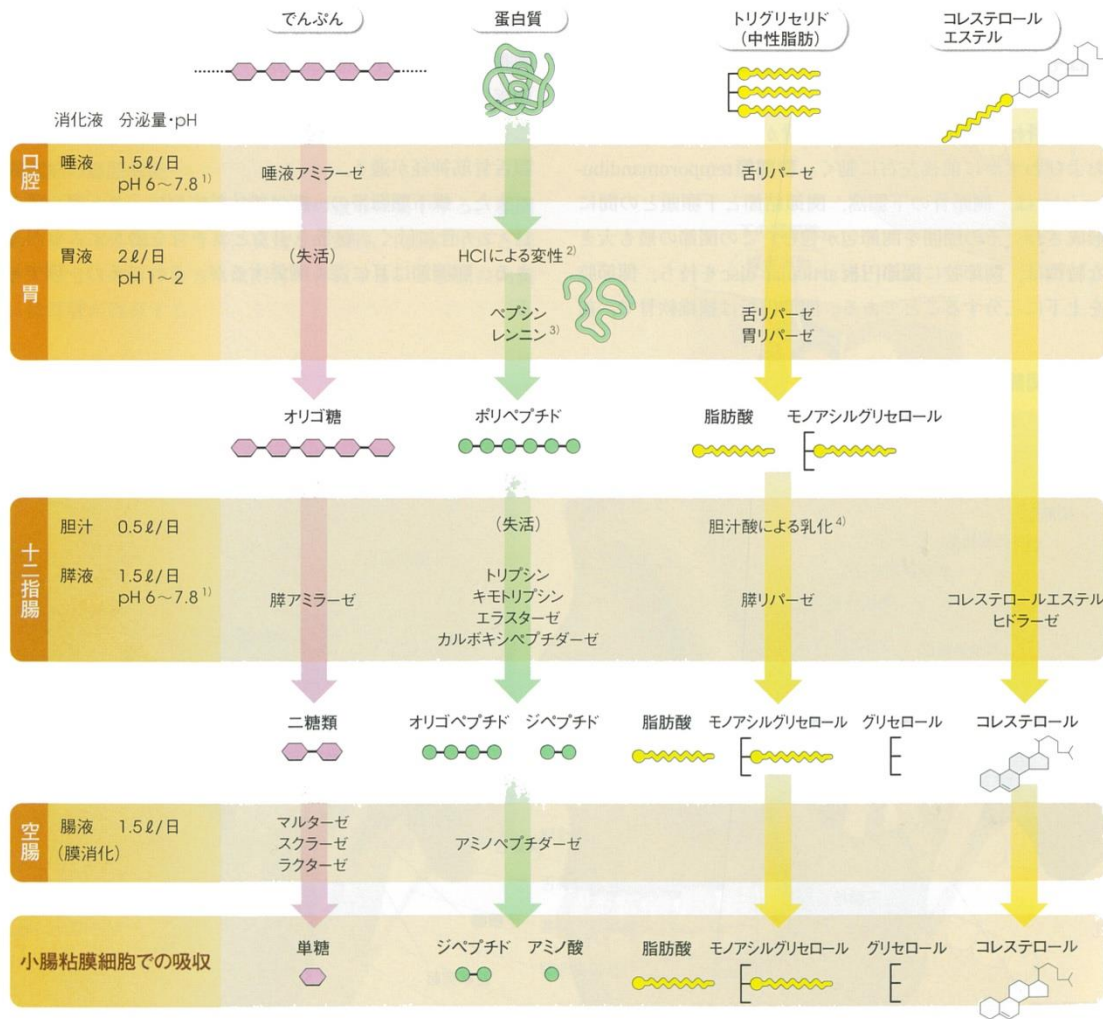 でんぷん
蛋白質
トリグリセリド
(中性脂肪)
コレステロール
エステル
消化液 分泌量・pH
口腔
唾液 1.5ℓ/日
pH 6〜7.8 1)
唾液アミラーゼ
舌リパーゼ
胃
胃液 2ℓ/日
pH 1〜2
(失活)
HClによる変性 2)
ペプシン
レンニン 3)
舌リパーゼ
胃リパーゼ
オリゴ糖
ポリペプチド
脂肪酸
モノアシルグリセロール
十二指腸
胆汁 0.5ℓ/日
(失活)
胆汁酸による乳化 4)
膵液 1.5ℓ/日
pH 6〜7.8 1)
膵アミラーゼ
トリプシン
キモトリプシン
エラスターゼ
カルボキシペプチダーゼ
膵リパーゼ
コレステロールエステル
ヒドラーゼ
二糖類
オリゴペプチド
ジペプチド
脂肪酸
モノアシルグリセロール
グリセロール
コレステロール
空腸
腸液 1.5ℓ/日
(膜消化)
マルターゼ
スクラーゼ
ラクターゼ
アミノペプチダーゼ
小腸粘膜細胞での吸収
単糖
ジペプチド
アミノ酸
脂肪酸
モノアシルグリセロール
グリセロール
コレステロール